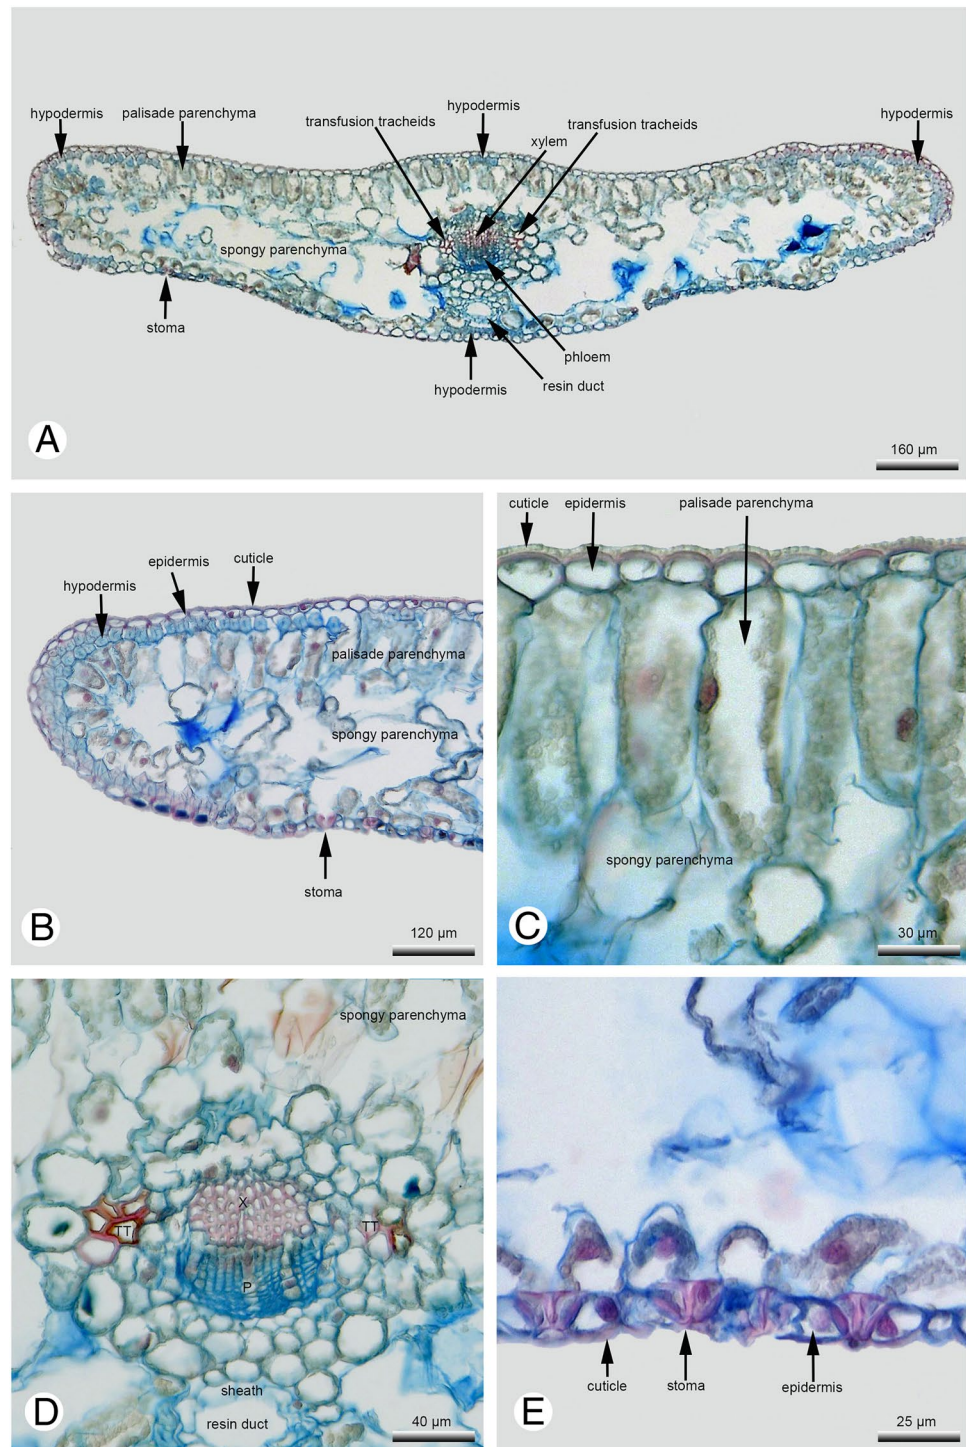 hypodermis
palisade parenchyma
transfusion tracheids
hypodermis
xylem
transfusion tracheids
hypodermis
spongy parenchyma
stoma
phloem
resin duct
hypodermis
A
160 µm
hypodermis
epidermis
cuticle
palisade parenchyma
spongy parenchyma
stoma
B
120 µm
cuticle
epidermis
palisade parenchyma
spongy parenchyma
C
30 µm
spongy parenchyma
X
TT
TT
P
sheath
resin duct
D
40 µm
cuticle
stoma
epidermis
E
25 µm